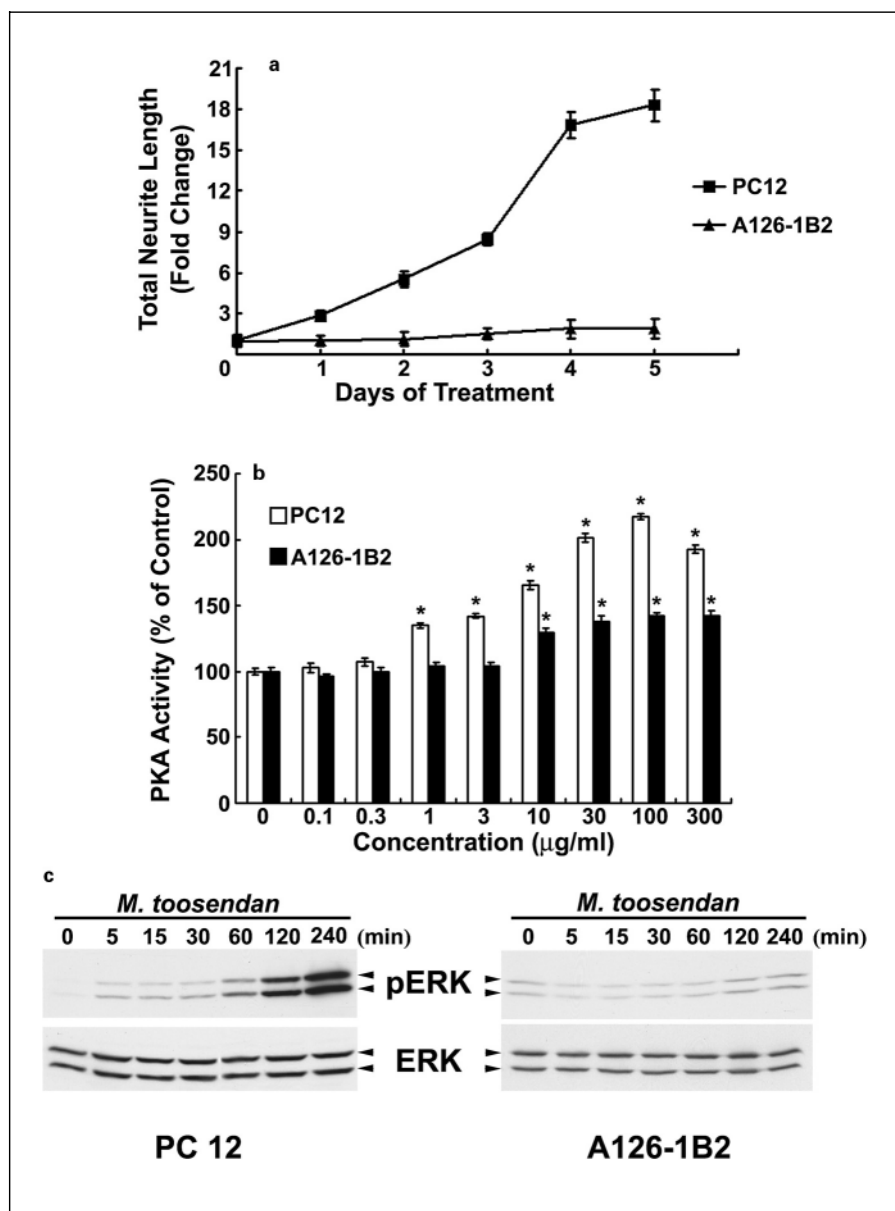 a
21
18
15
12
9
6
3
0
1 2 3 4 5
Total Neurite Length
(Fold Change)
Days of Treatment
PC12
A126-1B2
b
250
200
150
100
50
0
PC12
A126-1B2
* * * * * * * * * *
PKA Activity (% of Control)
0 0.1 0.3 1 3 10 30 100 300
Concentration (μg/ml)
c
M. toosendan
0 5 15 30 60 120 240 (min)
M. toosendan
0 5 15 30 60 120 240 (min)
pERK
ERK
PC 12
A126-1B2